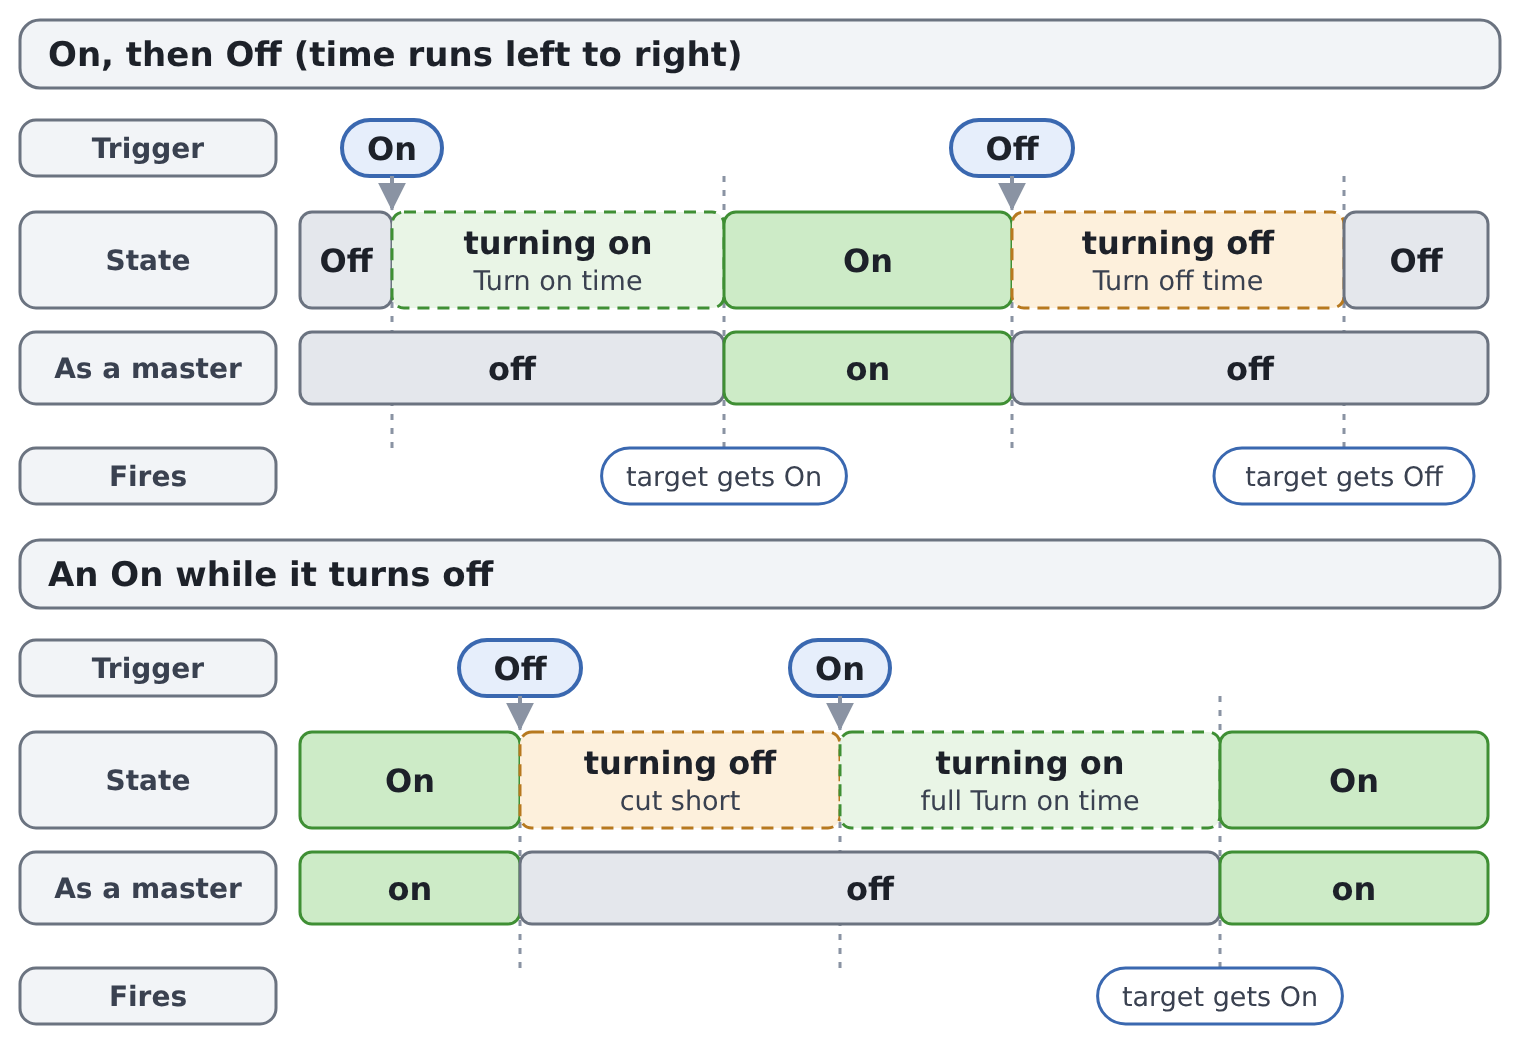 On, then Off (time runs left to right)
Trigger
On
Off
State
Off
turning on
Turn on time
On
turning off
Turn off time
Off
As a master
off
on
off
Fires
target gets On
target gets Off
An On while it turns off
Trigger
Off
On
State
On
turning off
cut short
turning on
full Turn on time
On
As a master
on
off
on
Fires
target gets On